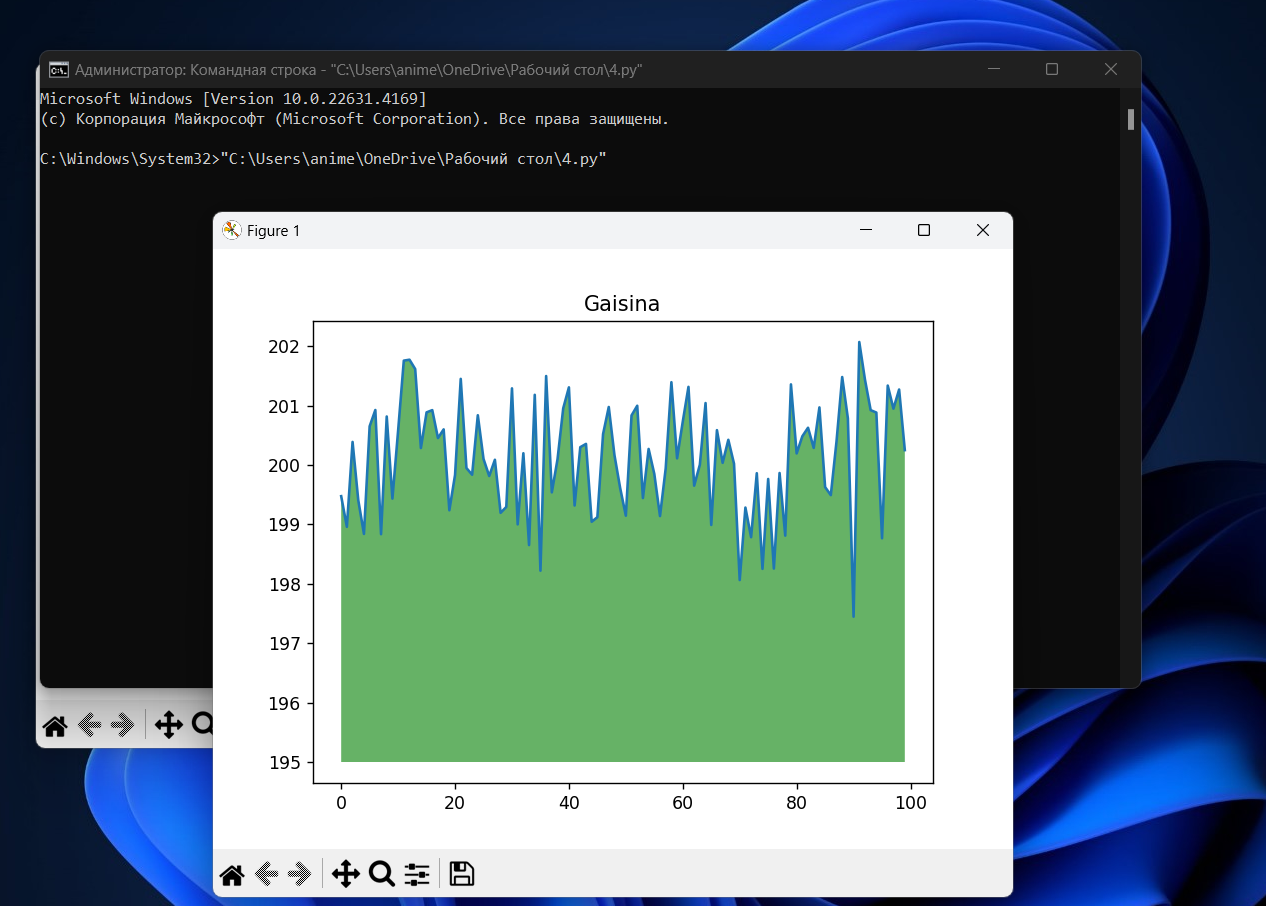 Администратор: Командная строка - "C:\Users\anime\OneDrive\Рабочий стол\4.py"
Microsoft Windows [Version 10.0.22631.4169]
(c) Корпорация Майкрософт (Microsoft Corporation). Все права защищены.
C:\Windows\System32>"C:\Users\anime\OneDrive\Рабочий стол\4.py"
Figure 1
Gaisina
202
201
200
199
198
197
196
195
0 20 40 60 80 100